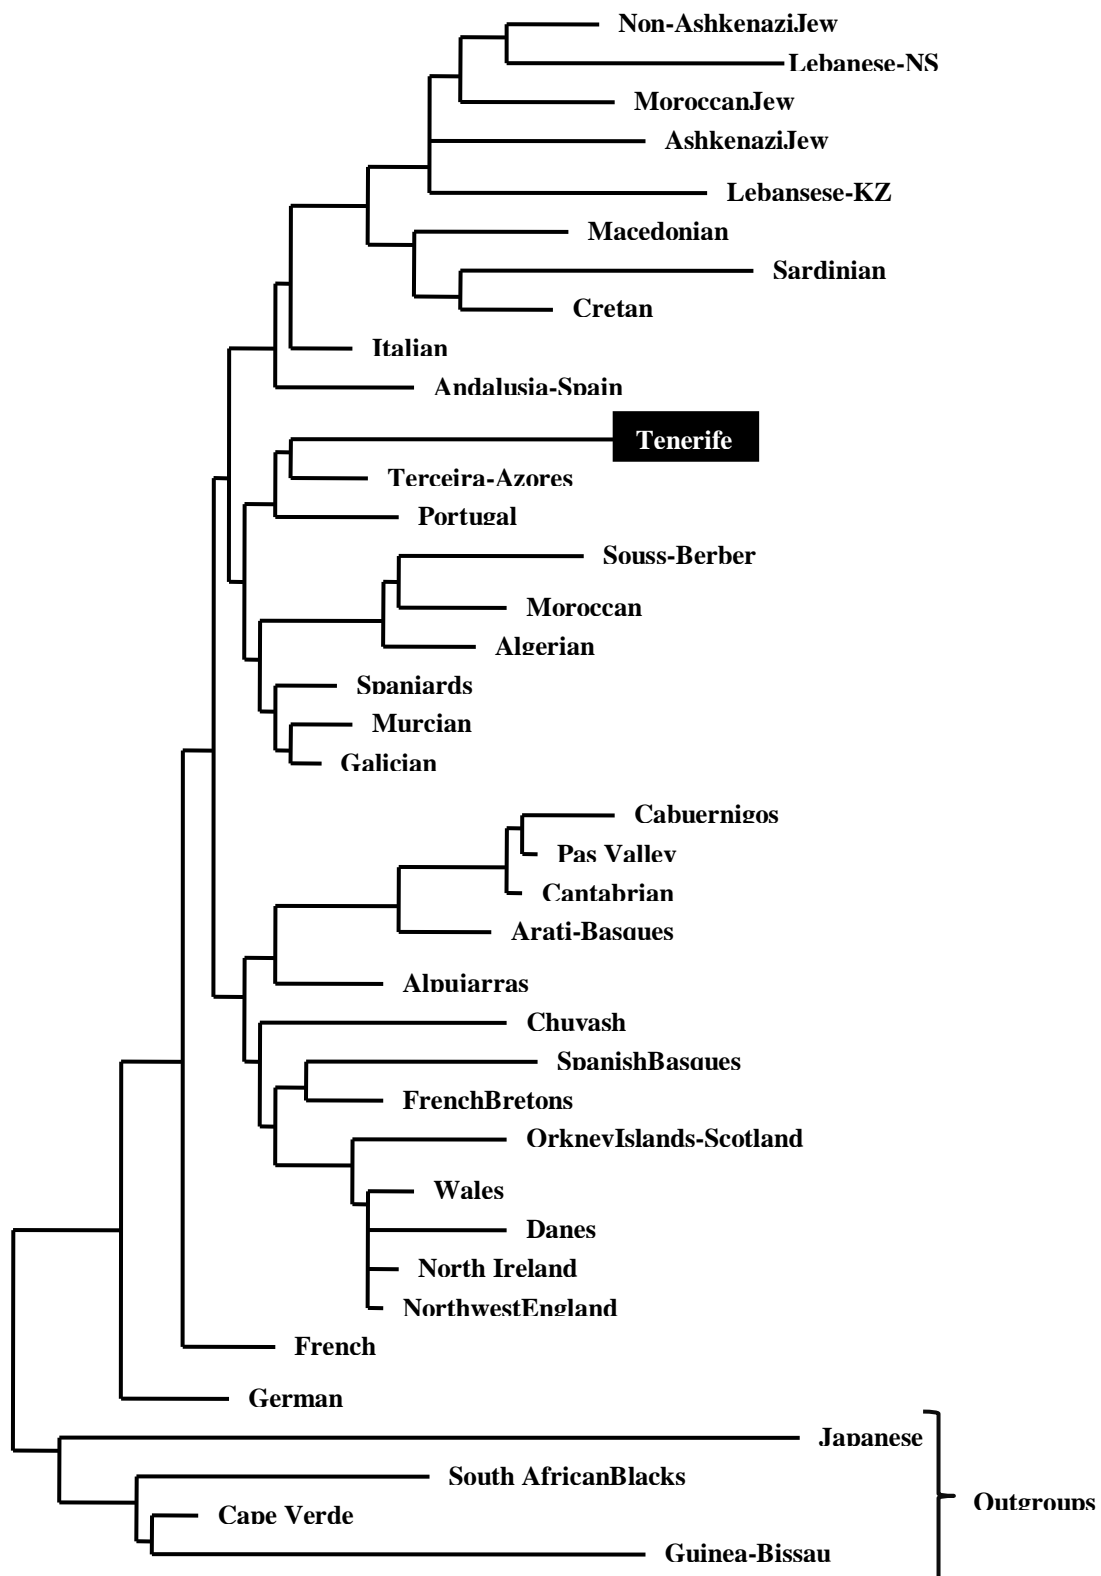 Non-AshkenaziJew
Lebanese-NS
MoroccanJew
AshkenaziJew
Lebansese-KZ
Macedonian
Sardinian
Cretan
Italian
Andalusia-Spain
Tenerife
Terceira-Azores
Portugal
Souss-Berber
Moroccan
Algerian
Spaniards
Murcian
Galician
Cabuernigos
Pas Valley
Cantabrian
Arati-Basques
Alpujarras
Chuvash
SpanishBasques
FrenchBretons
OrkneyIslands-Scotland
Wales
Danes
North Ireland
NorthwestEngland
French
German
Japanese
South AfricanBlacks
Outgroups
Cape Verde
Guinea-Bissau